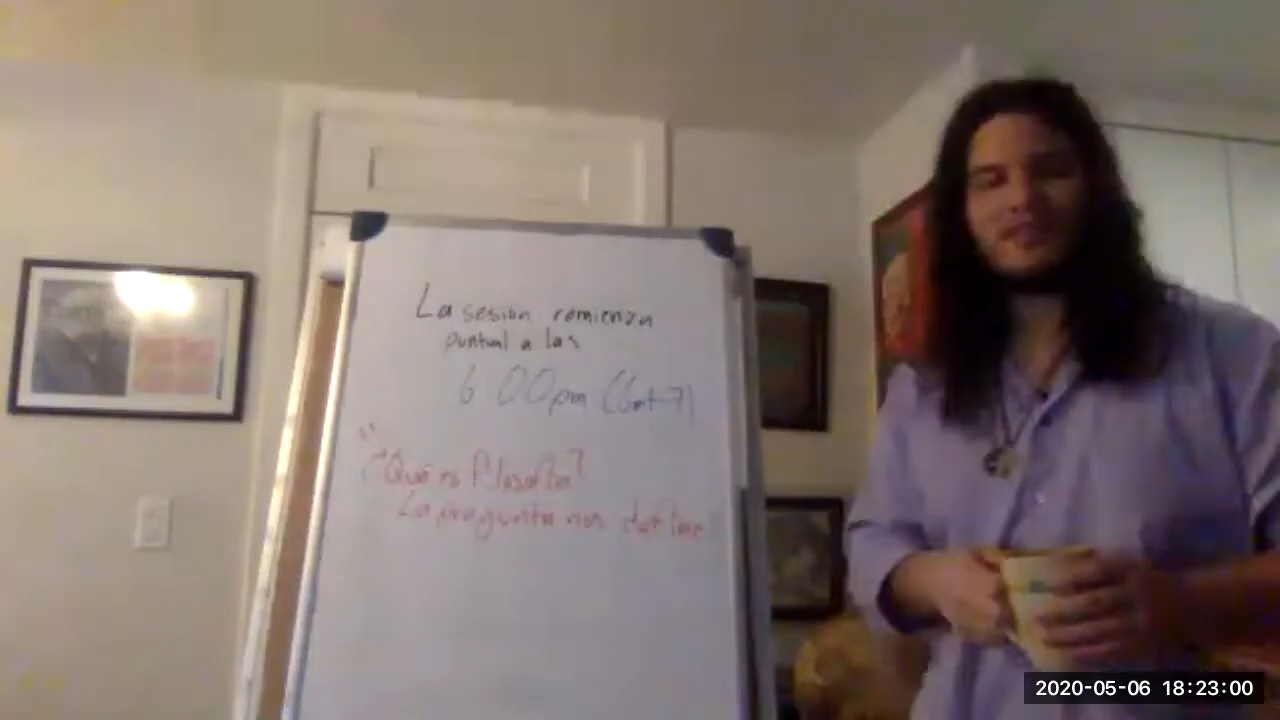 La sesión comienza
puntual a las
6 00pm (Gmt-7)
"¿Qué es filosofía?
La pregunta nos define
2020-05-06 18:23:00